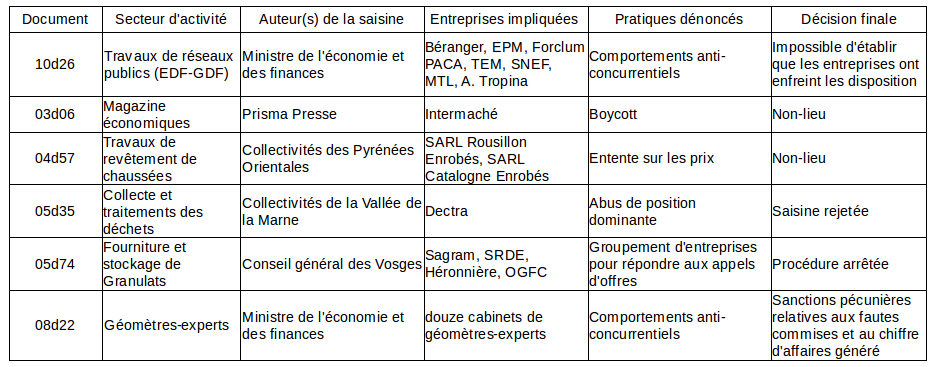 Document Secteur d'activité Auteur(s) de la saisine Entreprises impliquées Pratiques dénoncés Décision finale
10d26
Travaux de réseaux
publics (EDF-GDF)
Ministre de l'économie et
des finances
Béranger, EPM, Forclum
PACA, TEM, SNEF,
MTL, A. Tropina
Comportements anti-
concurrentiels
Impossible d'établir
que les entreprises ont
enfreint les disposition
03d06
Magazine
économiques
Prisma Presse
Intermaché
Boycott
Non-lieu
04d57
Travaux de
revêtement de
chaussées
Collectivités des Pyrénées
Orientales
SARL Rousillon
Enrobés, SARL
Catalogne Enrobés
Entente sur les prix
Non-lieu
05d35
Collecte et
traitements des
déchets
Collectivités de la Vallée de
la Marne
Dectra
Abus de position
dominante
Saisine rejetée
05d74
Fourniture et
stockage de
Granulats
Conseil général des Vosges
Sagram, SRDE,
Héronnière, OGFC
Groupement d'entreprises
pour répondre aux appels
d'offres
Procédure arrêtée
08d22
Géomètres-experts
Ministre de l'économie et
des finances
douze cabinets de
géomètres-experts
Comportements anti-
concurrentiels
Sanctions pécunières
relatives aux fautes
commises et au chiffre
d'affaires généré